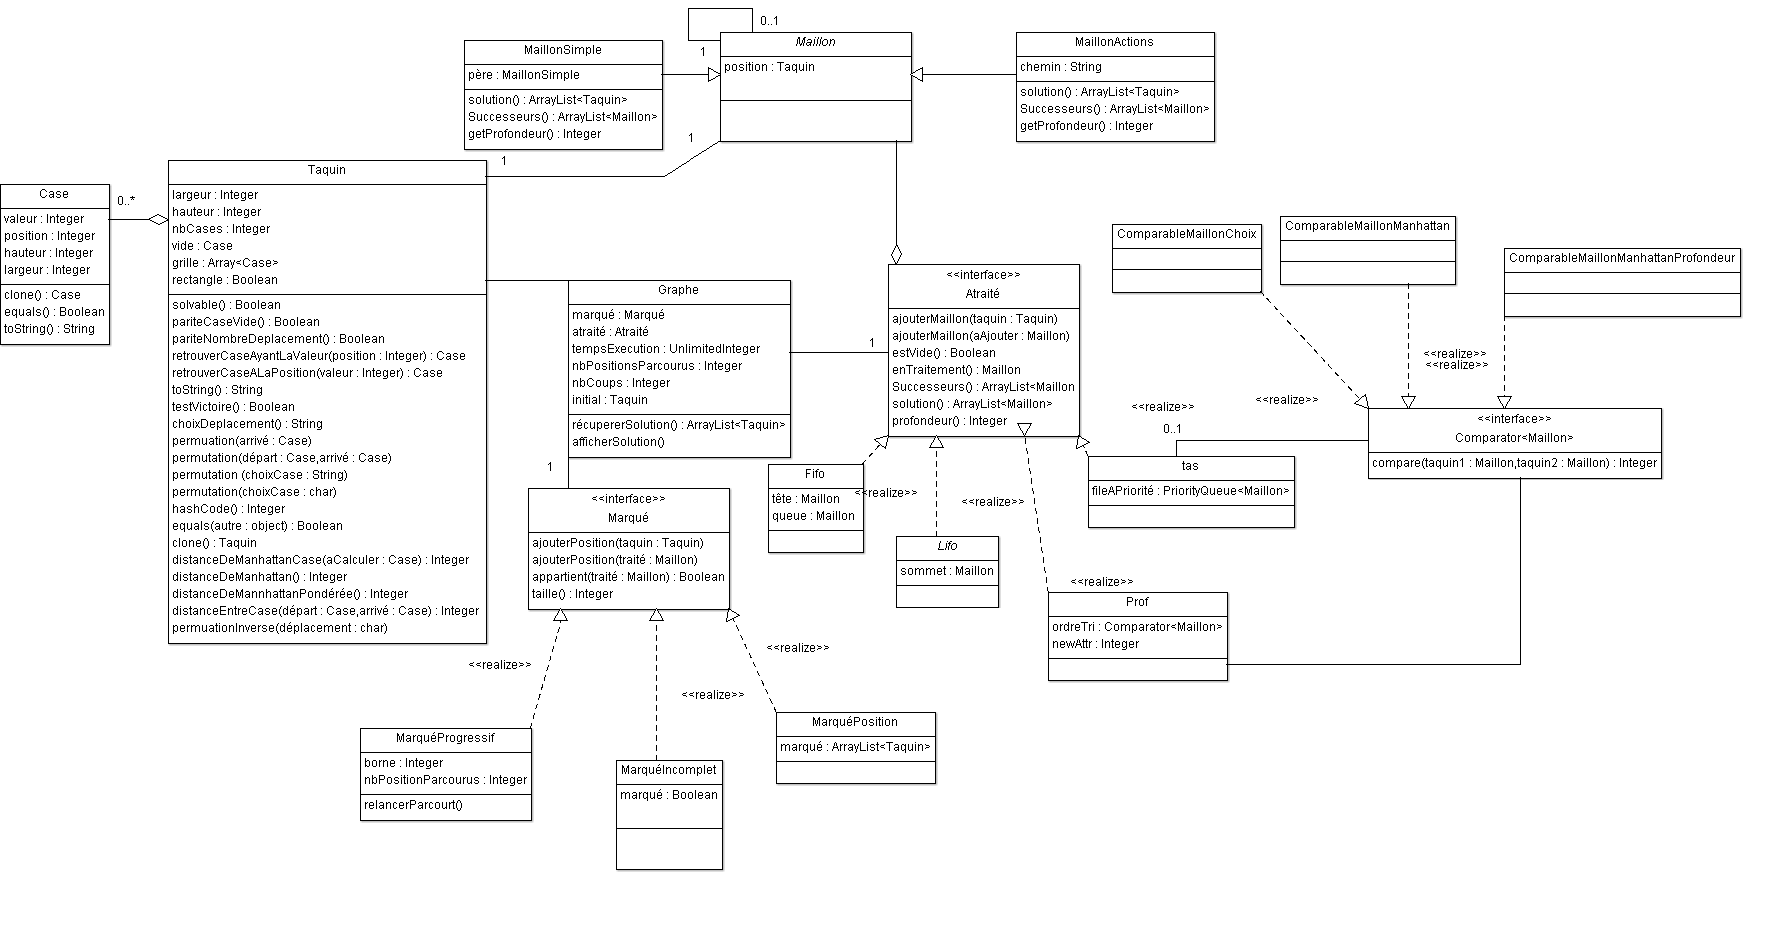 0..1
1
MaillonSimple
père : MaillonSimple
solution() : ArrayList<Taquin>
Successeurs() : ArrayList<Maillon>
getProfondeur() : Integer
Maillon
position : Taquin
MaillonActions
chemin : String
solution() : ArrayList<Taquin>
Successeurs() : ArrayList<Maillon>
getProfondeur() : Integer
1
1
Case
valeur : Integer
position : Integer
hauteur : Integer
largeur : Integer
clone() : Case
equals() : Boolean
toString() : String
0..*
Taquin
largeur : Integer
hauteur : Integer
nbCases : Integer
vide : Case
grille : Array<Case>
rectangle : Boolean
solvable() : Boolean
pariteCaseVide() : Boolean
pariteNombreDeplacement() : Boolean
retrouverCaseAyantLaValeur(position : Integer) : Case
retrouverCaseALaPosition(valeur : Integer) : Case
toString() : String
testVictoire() : Boolean
choixDeplacement() : String
permuation(arrivé : Case)
permutation(départ : Case,arrivé : Case)
permutation (choixCase : String)
permutation(choixCase : char)
hashCode() : Integer
equals(autre : object) : Boolean
clone() : Taquin
distanceDeManhattanCase(aCalculer : Case) : Integer
distanceDeManhattan() : Integer
distanceDeMannhattanPondérée() : Integer
distanceEntreCase(départ : Case,arrivé : Case) : Integer
permuationInverse(déplacement : char)
Graphe
marqué : Marqué
atraité : Atraité
tempsExecution : UnlimitedInteger
nbPositionsParcourus : Integer
nbCoups : Integer
initial : Taquin
récupererSolution() : ArrayList<Taquin>
afficherSolution()
1
1
<<interface>>
Atraité
ajouterMaillon(taquin : Taquin)
ajouterMaillon(aAjouter : Maillon)
estVide() : Boolean
enTraitement() : Maillon
Successeurs() : ArrayList<Maillon
solution() : ArrayList<Maillon>
profondeur() : Integer
ComparableMaillonChoix
ComparableMaillonManhattan
ComparableMaillonManhattanProfondeur
<<realize>>
<<realize>>
<<realize>>
<<realize>>
0..1
<<interface>>
Comparator<Maillon>
compare(taquin1 : Maillon,taquin2 : Maillon) : Integer
<<interface>>
Marqué
ajouterPosition(taquin : Taquin)
ajouterPosition(traité : Maillon)
appartient(traité : Maillon) : Boolean
taille() : Integer
Fifo
tête : Maillon
queue : Maillon
<<realize>>
<<realize>>
tas
fileAPriorité : PriorityQueue<Maillon>
Lifo
sommet : Maillon
<<realize>>
Prof
ordreTri : Comparator<Maillon>
newAttr : Integer
<<realize>>
<<realize>>
<<realize>>
MarquéProgressif
borne : Integer
nbPositionParcourus : Integer
relancerParcourt()
MarquéIncomplet
marqué : Boolean
MarquéPosition
marqué : ArrayList<Taquin>